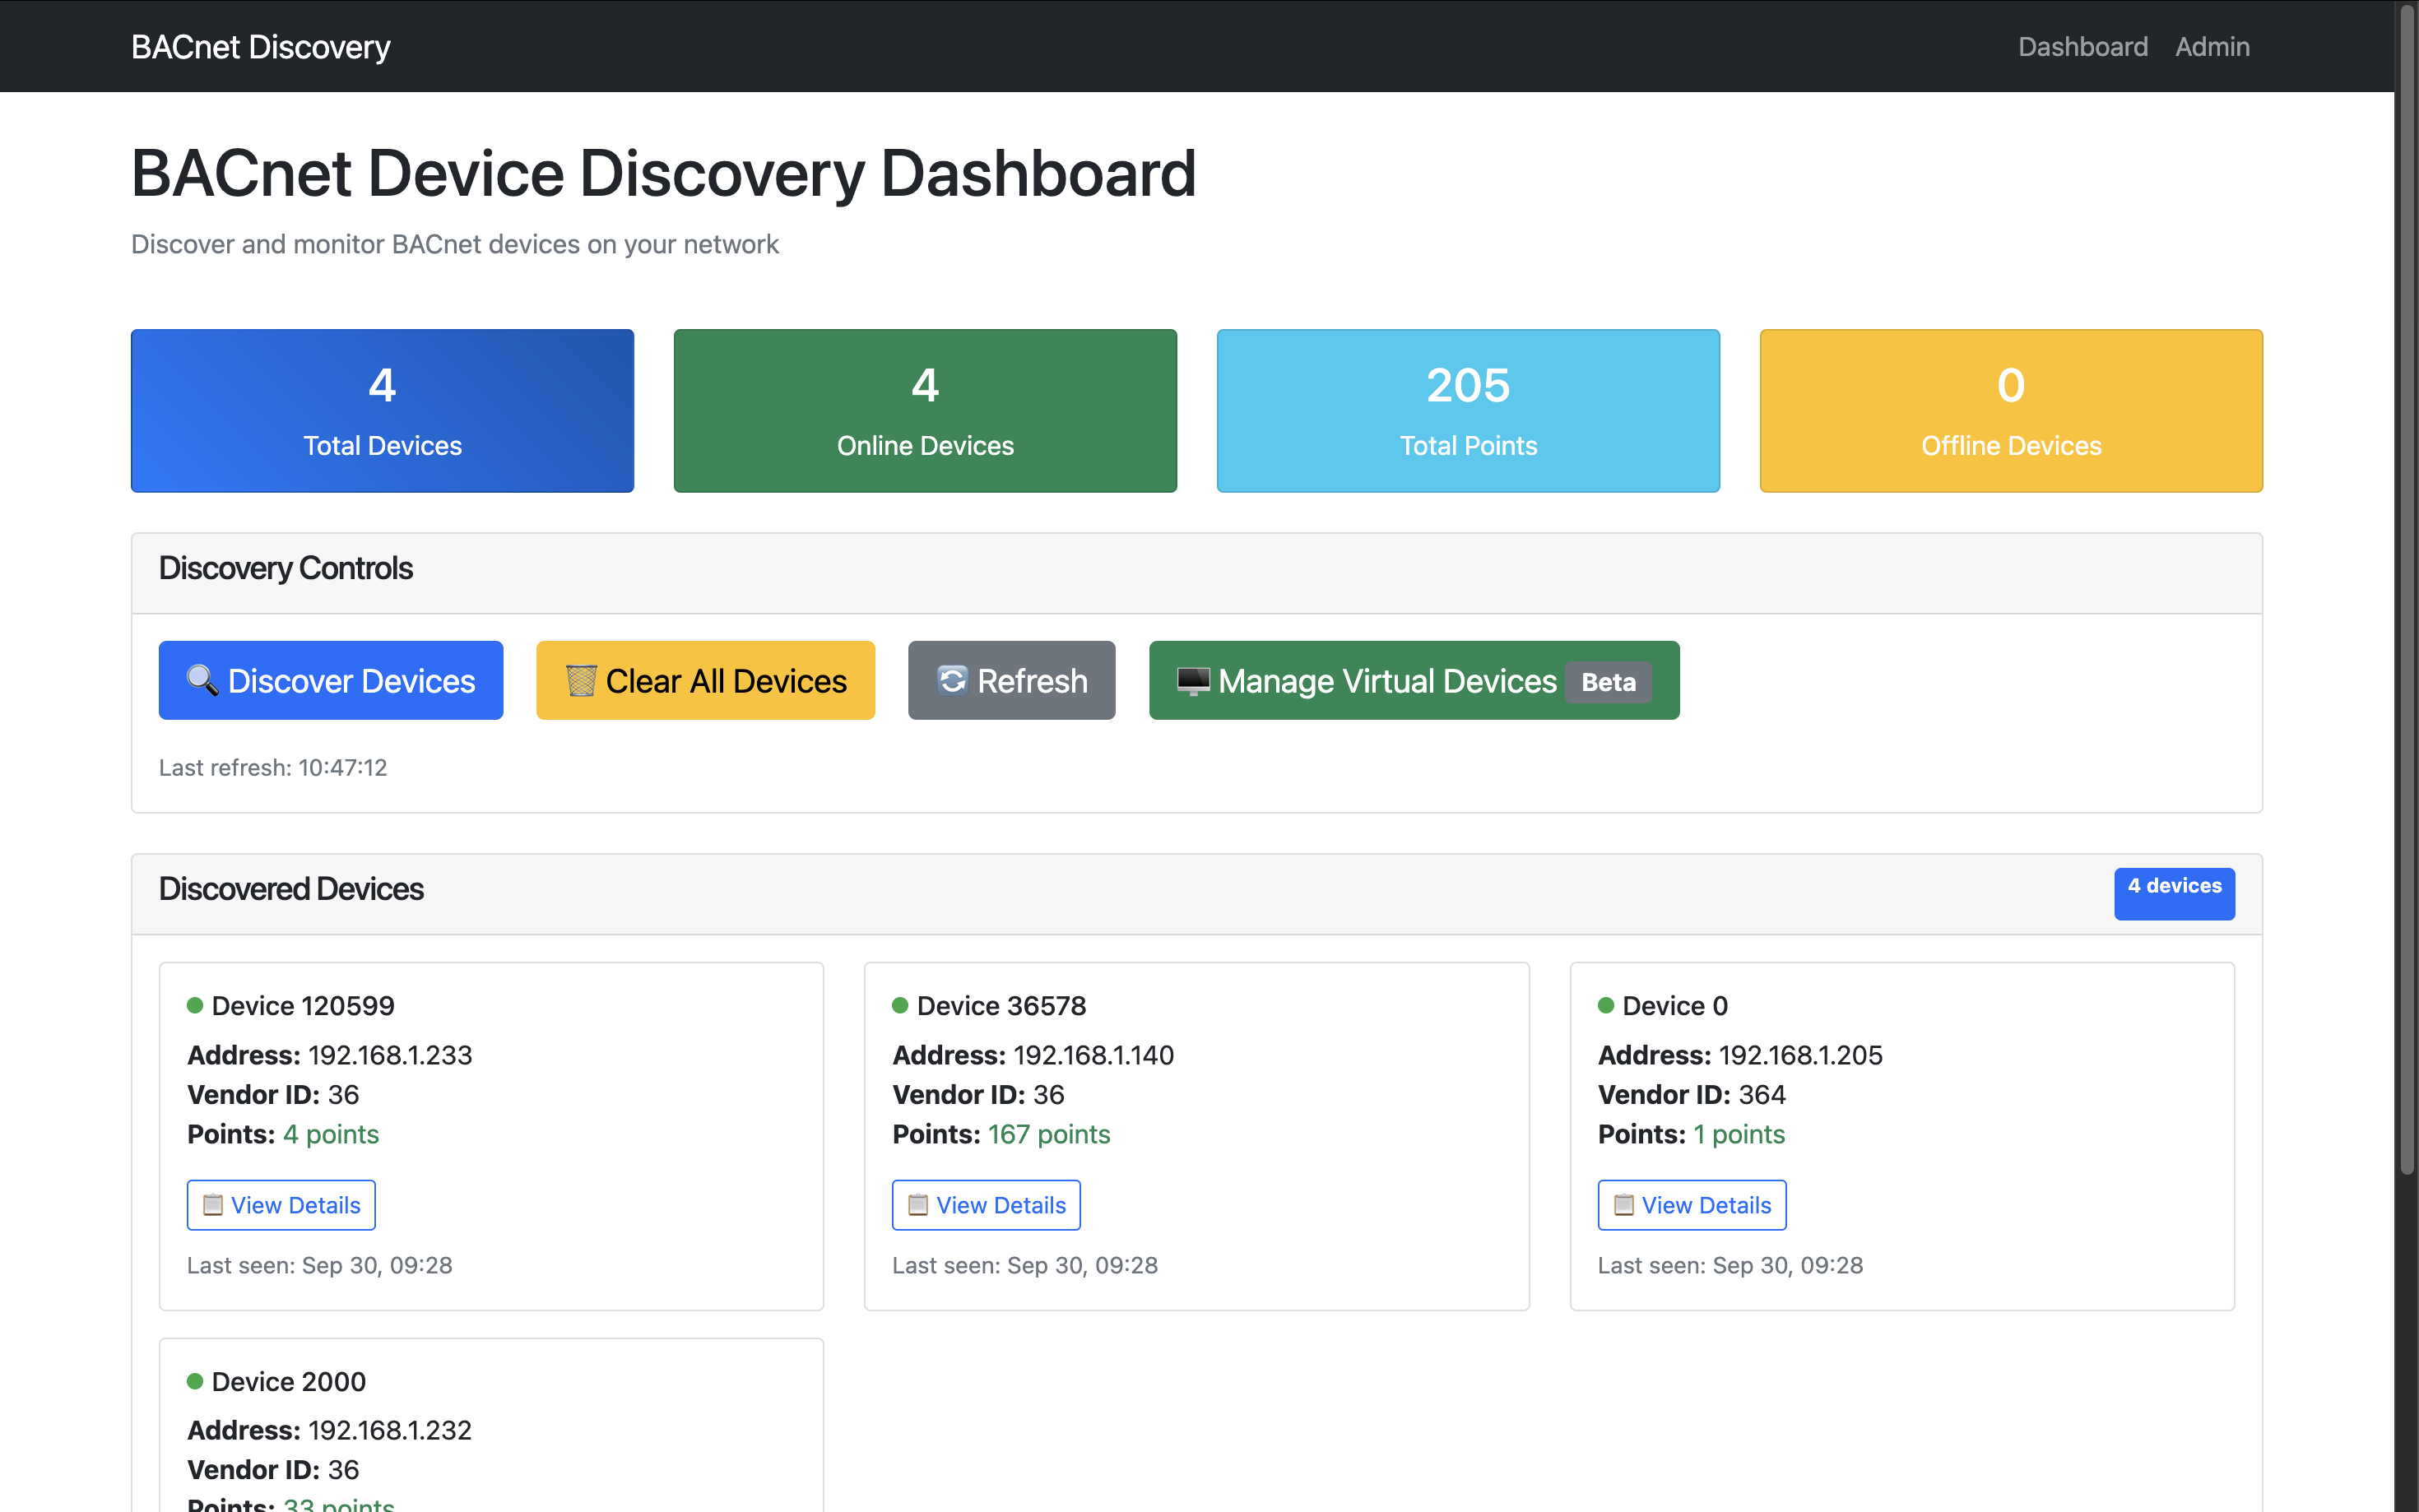 BACnet Discovery
Dashboard Admin
BACnet Device Discovery Dashboard
Discover and monitor BACnet devices on your network
4
Total Devices
4
Online Devices
205
Total Points
0
Offline Devices
Discovery Controls
Discover Devices
Clear All Devices
Refresh
Manage Virtual Devices Beta
Last refresh: 10:47:12
Discovered Devices
4 devices
Device 120599
Address: 192.168.1.233
Vendor ID: 36
Points: 4 points
View Details
Last seen: Sep 30, 09:28
Device 36578
Address: 192.168.1.140
Vendor ID: 36
Points: 167 points
View Details
Last seen: Sep 30, 09:28
Device 0
Address: 192.168.1.205
Vendor ID: 364
Points: 1 points
View Details
Last seen: Sep 30, 09:28
Device 2000
Address: 192.168.1.232
Vendor ID: 36
Points: 33 points